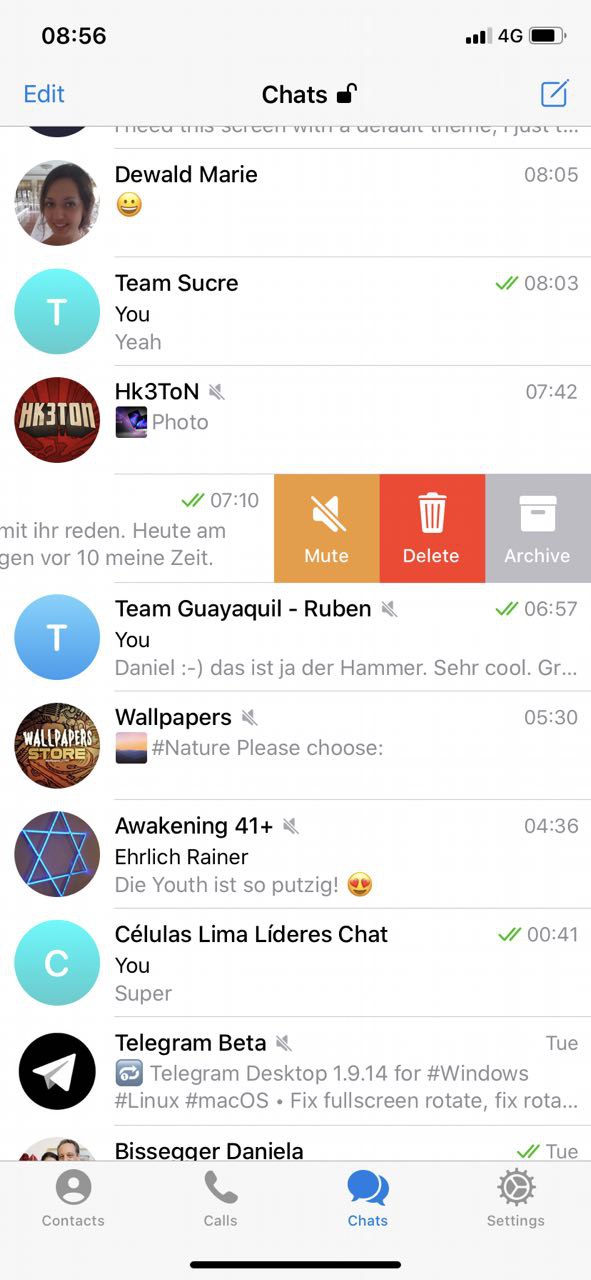 08:56
4G
Edit
Chats
I need this screen with a default theme, I just t...
Dewald Marie
08:05
😀
Team Sucre
08:03
You
Yeah
Hk3ToN
07:42
HK3TON
Photo
07:10
mit ihr reden. Heute am
gen vor 10 meine Zeit.
Mute
Delete
Archive
T
Team Guayaquil - Ruben
06:57
You
Daniel :-) das ist ja der Hammer. Sehr cool. Gr...
Wallpapers
05:30
WALLPAPERS
STORE
#Nature Please choose:
Awakening 41+
04:36
Ehrlich Rainer
Die Youth ist so putzig! 😍
Células Lima Líderes Chat
00:41
C
You
Super
Telegram Beta
Tue
🔁 Telegram Desktop 1.9.14 for #Windows
#Linux #macOS • Fix fullscreen rotate, fix rota...
Bissegger Daniela
Tue
Contacts
Calls
Chats
Settings